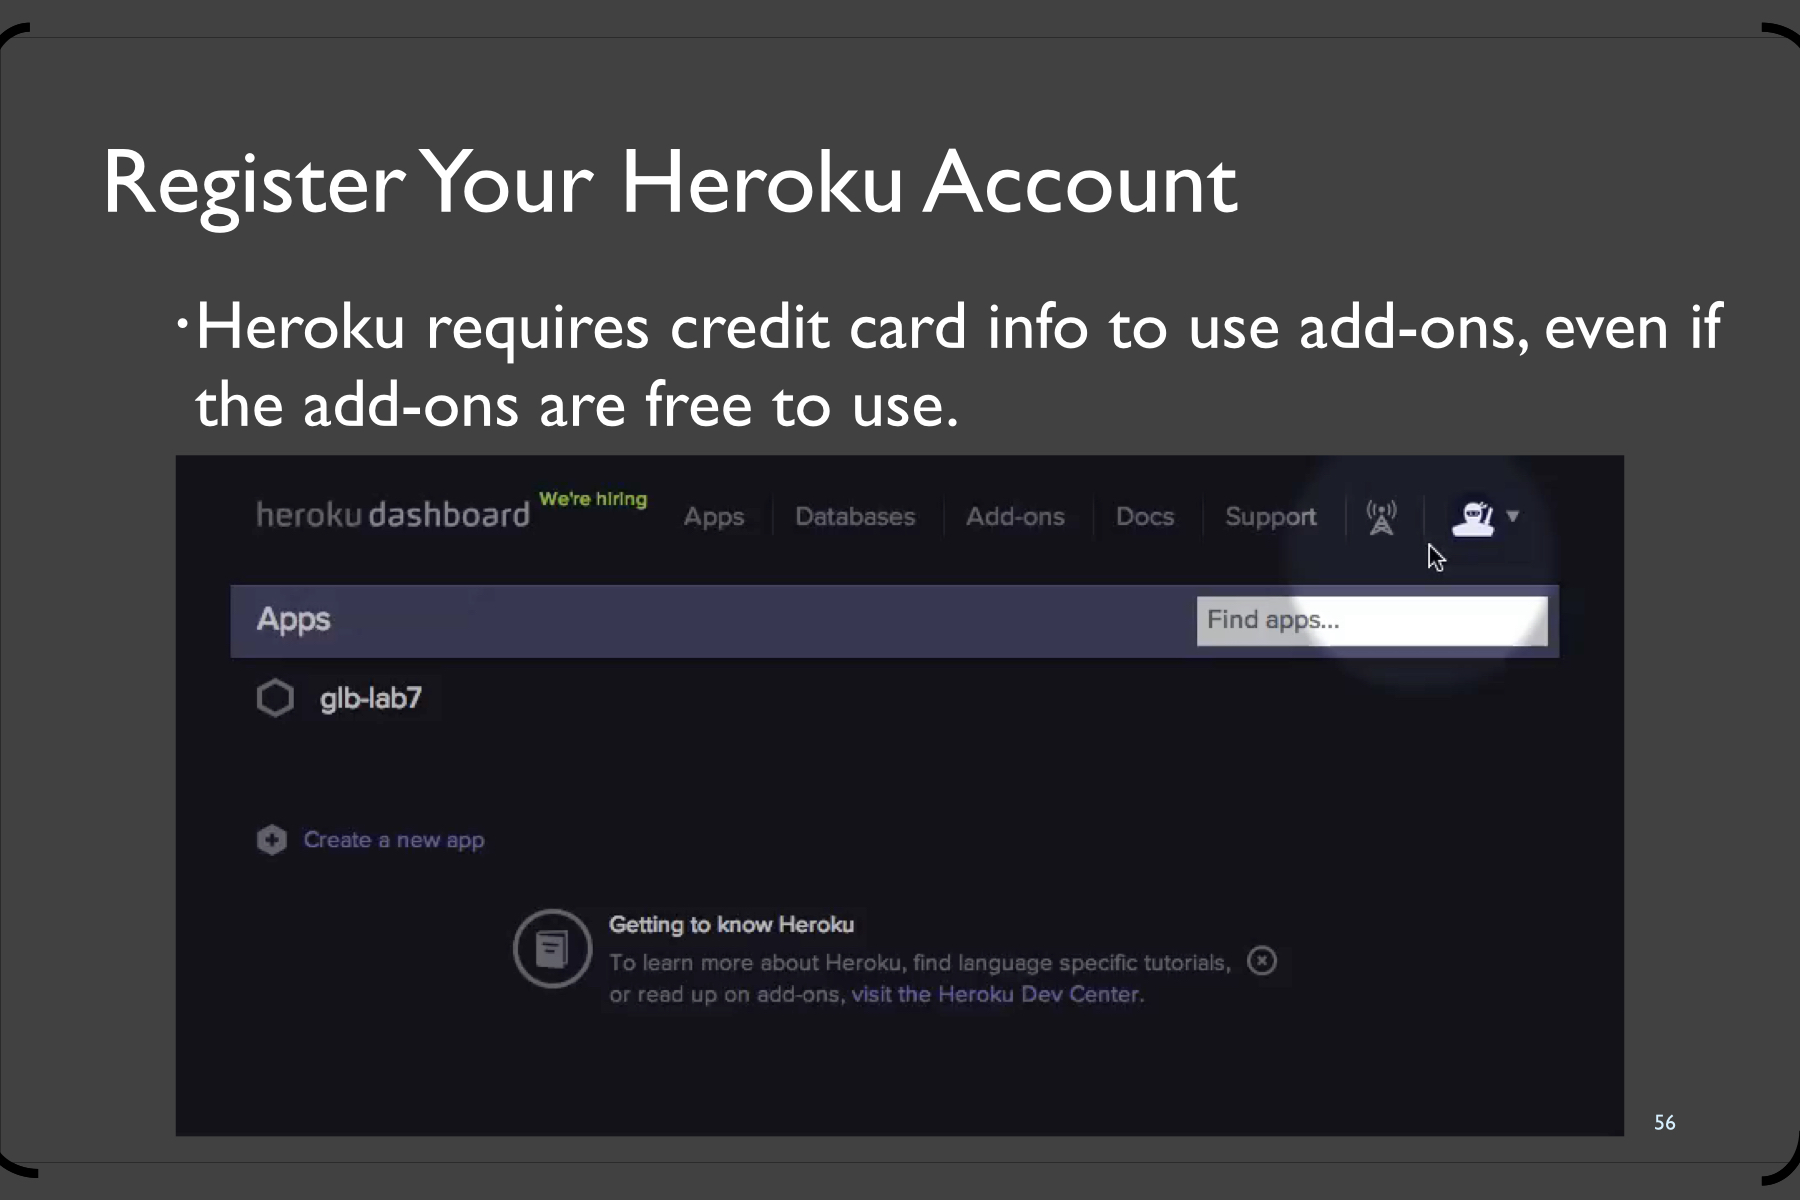 Register Your Heroku Account
•Heroku requires credit card info to use add-ons, even if
the add-ons are free to use.
heroku dashboard We're hiring Apps Databases Add-ons Docs Support
Apps Find apps...
glb-lab7
Create a new app
Getting to know Heroku
To learn more about Heroku, find language specific tutorials,
or read up on add-ons, visit the Heroku Dev Center.
56